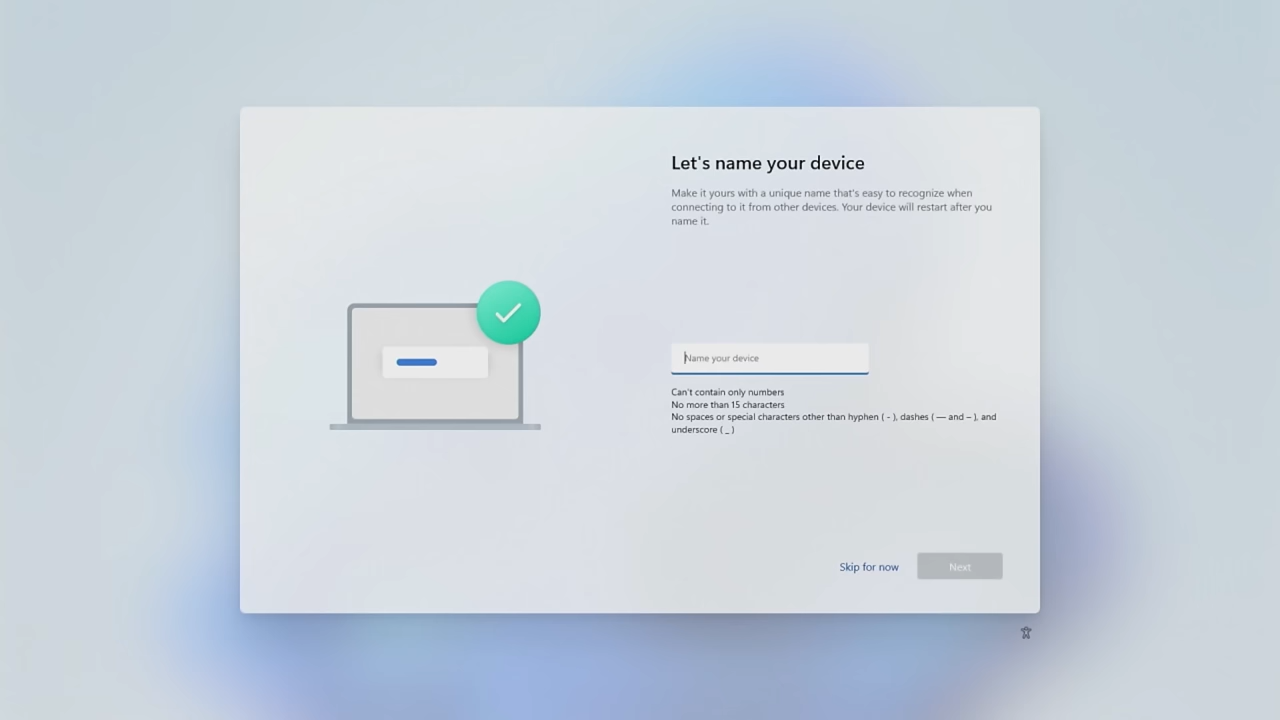 Let's name your device
Make it yours with a unique name that's easy to recognize when
connecting to it from other devices. Your device will restart after you
name it.
Name your device
Can't contain only numbers
No more than 15 characters
No spaces or special characters other than hyphen ( - ), dashes ( — and – ), and
underscore ( _ )
Skip for now
Next